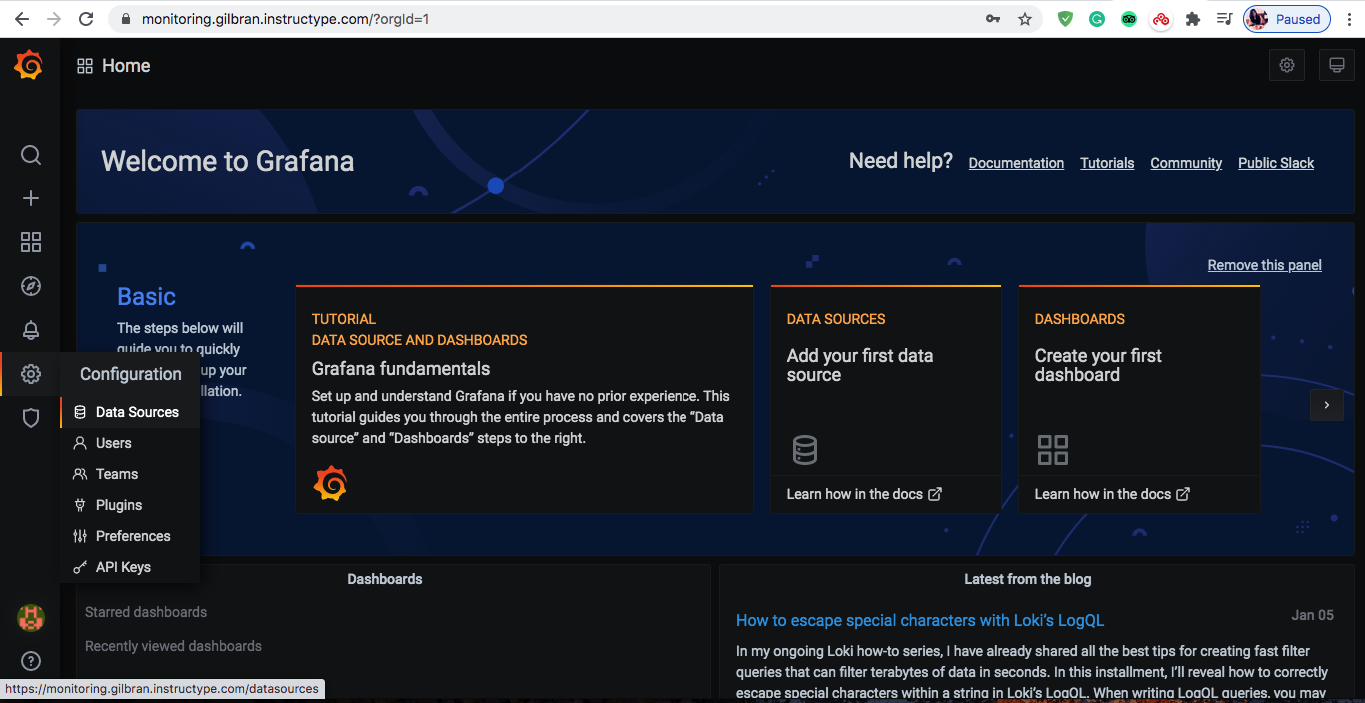 monitoring.gilbran.instructype.com/?orgId=1
Paused
Home
Welcome to Grafana
Need help?
Documentation
Tutorials
Community
Public Slack
Remove this panel
Basic
The steps below will
guide you to quickly
up your
llation.
TUTORIAL
DATA SOURCE AND DASHBOARDS
Grafana fundamentals
Set up and understand Grafana if you have no prior experience. This
tutorial guides you through the entire process and covers the “Data
source” and “Dashboards” steps to the right.
DATA SOURCES
Add your first data
source
Learn how in the docs
DASHBOARDS
Create your first
dashboard
Learn how in the docs
Configuration
Data Sources
Users
Teams
Plugins
Preferences
API Keys
Dashboards
Starred dashboards
Recently viewed dashboards
Latest from the blog
How to escape special characters with Loki’s LogQL
Jan 05
In my ongoing Loki how-to series, I have already shared all the best tips for creating fast filter
queries that can filter terabytes of data in seconds. In this installment, I’ll reveal how to correctly
escape special characters within a string in Loki’s LogQL. When writing LogQL queries, you may
https://monitoring.gilbran.instructype.com/datasources